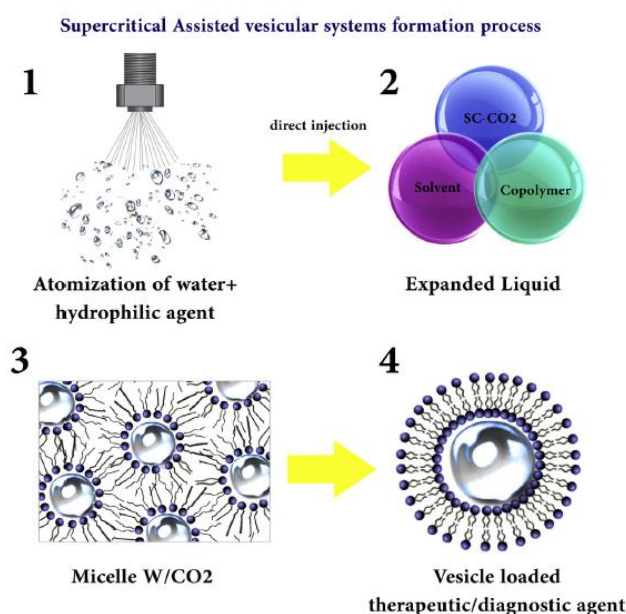 Supercritical Assisted vesicular systems formation process
1
direct injection
2
SC-CO2
Solvent
Copolymer
Atomization of water+
hydrophilic agent
Expanded Liquid
3
4
Micelle W/CO2
Vesicle loaded
therapeutic/diagnostic agent